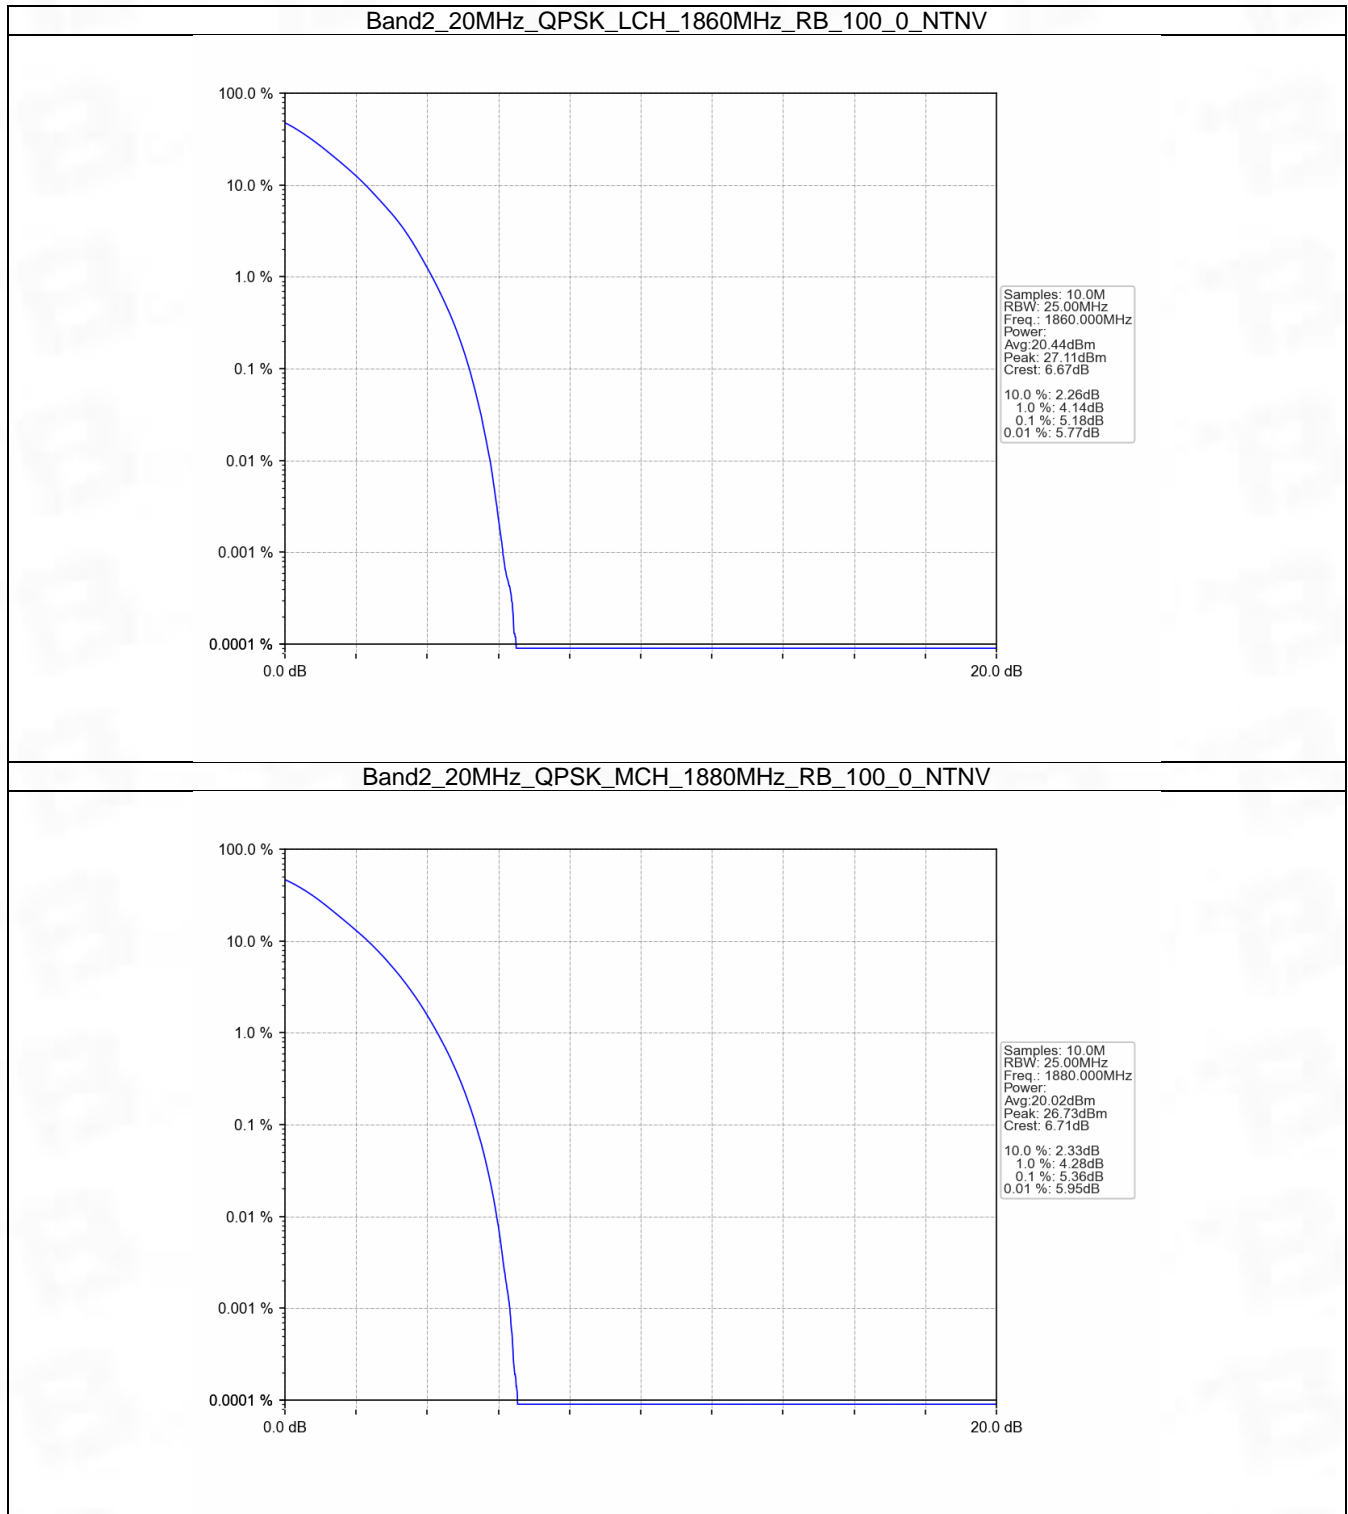 Band2_20MHz_QPSK_LCH_1860MHz_RB_100_0_NTNV
100.0 %
10.0 %
1.0 %
0.1 %
0.01 %
0.001 %
0.0001 %
0.0 dB
20.0 dB
Samples: 10.0M
RBW: 25.00MHz
Freq.: 1860.000MHz
Power:
Avg:20.44dBm
Peak: 27.11dBm
Crest: 6.67dB
10.0 %: 2.26dB
1.0 %: 4.14dB
0.1 %: 5.18dB
0.01 %: 5.77dB
Band2_20MHz_QPSK_MCH_1880MHz_RB_100_0_NTNV
100.0 %
10.0 %
1.0 %
0.1 %
0.01 %
0.001 %
0.0001 %
0.0 dB
20.0 dB
Samples: 10.0M
RBW: 25.00MHz
Freq.: 1880.000MHz
Power:
Avg:20.02dBm
Peak: 26.73dBm
Crest: 6.71dB
10.0 %: 2.33dB
1.0 %: 4.28dB
0.1 %: 5.36dB
0.01 %: 5.95dB